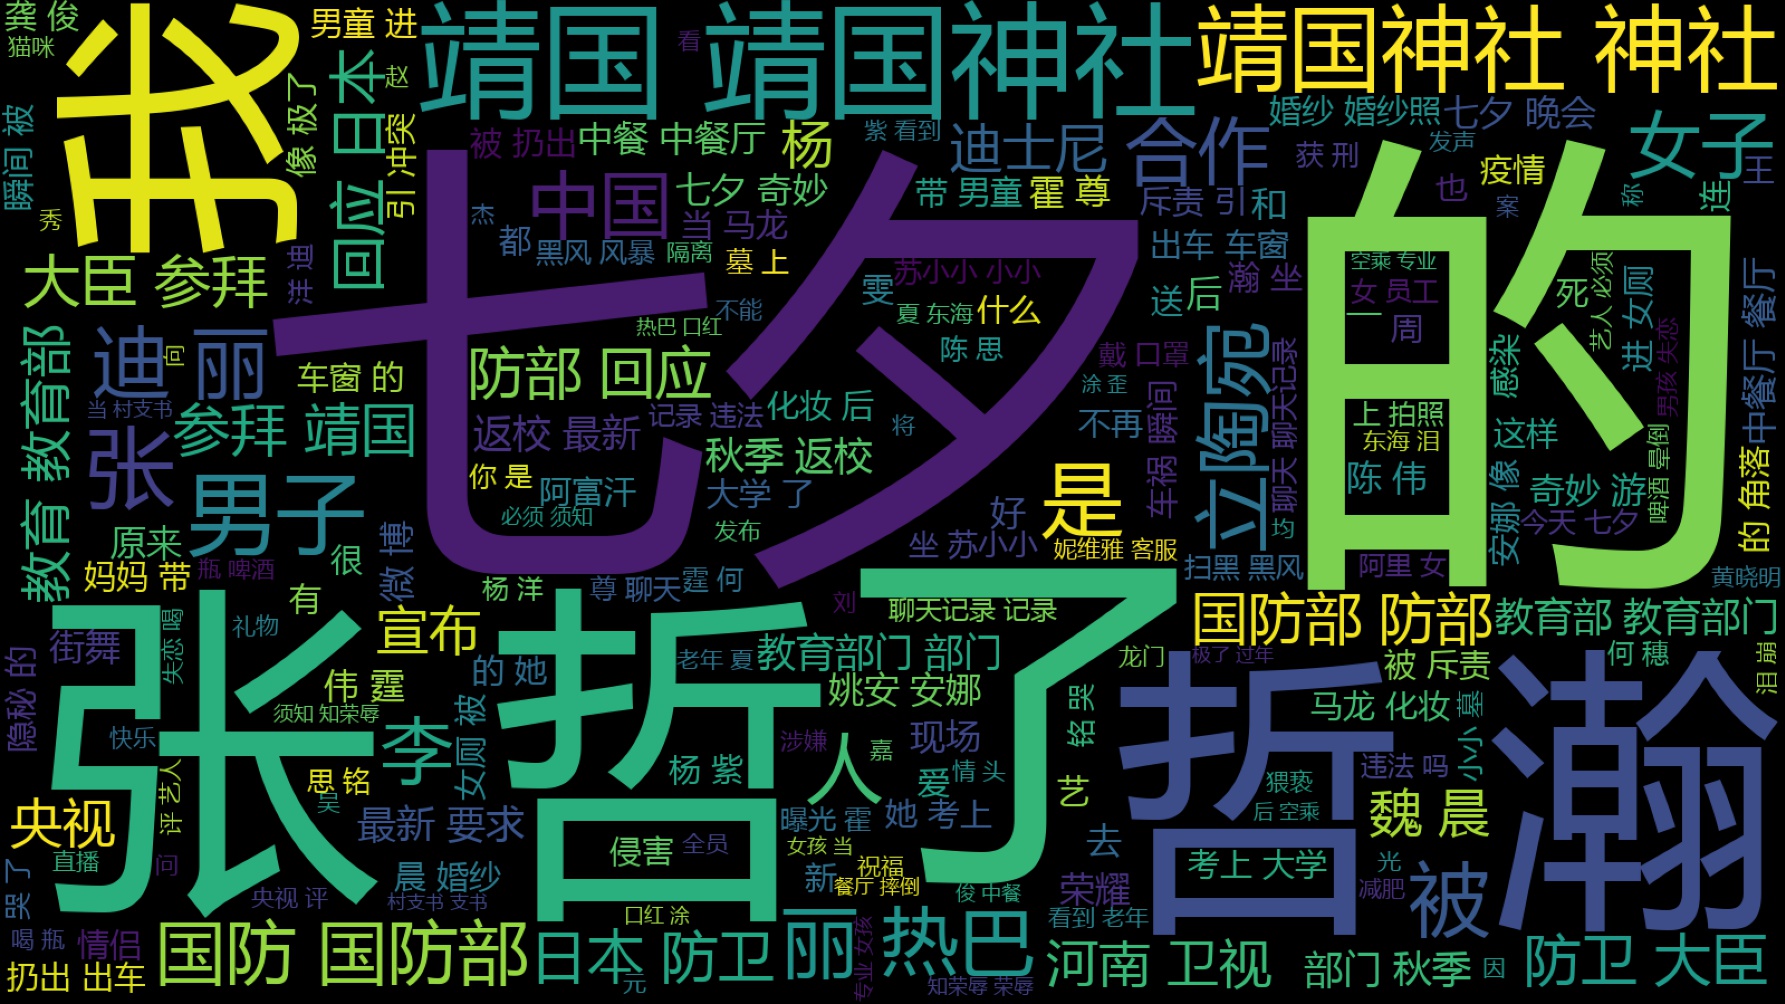 龚 俊
猫咪
我
男童 进
靖国 靖国神社
靖国神社 神社
看
赵
日本
回应
像 极了
引 冲突
瞬间 被
秀
被 扔出
中餐 中餐厅
杨
紫 看到
迪士尼
合作
婚纱 婚纱照
七夕 晚会
发声
获 刑
疫情
女子
王
也
案
称
连
中国
七夕 奇妙
带 男童
霍 尊
斥责 引
和
当 马龙
杰
都
黑风 风暴
隔离
墓 上
出车 车窗
大臣 参拜
洋 迪
七夕
的
苏小小 小小
雯
夏 东海
什么
不能
热巴 口红
陈 思
送
后
瀚 坐
空乘 专业
女 员工
一
周
死
艺人 必须
进 女厕
男孩 失恋
中餐厅 餐厅
教育 教育部
迪 丽
向
车窗 的
当 村支书
张
参拜 靖国
防部 回应
返校 最新
记录 违法
化妆 后
秋季 返校
将
戴 口罩
涂 歪
不再
车祸 瞬间
立陶宛
聊天 聊天记录
感染
上 拍照
东海 泪
陈 伟
这样
安娜 像
奇妙 游
今天 七夕
啤酒 晕倒
的 角落
男子
你 是
阿富汗
必须 须知
大学 了
发布
好
是
坐 苏小小
妮维雅 客服
均
扫黑 黑风
阿里 女
黄晓明
原来
很
微 博
妈妈 带
瓶 啤酒
有
杨 洋
尊 聊天
霆 何
刘
聊天记录 记录
国防部 防部
教育部 教育部门
张哲
了
哲 瀚
街舞
隐秘 的
失恋 喝
礼物
宣布
伟 霆
须知 知荣辱
的 她
老年 夏
教育部门 部门
姚安 安娜
龙门
极了 过年
被 斥责
何 穗
泪 崩
马龙 化妆
墓
小小
快乐
评 艺人
李
女厕 被
思 铭
吴
杨 紫
涉嫌
人
嘉
现场
爱
情 头
铭 哭
艺
违法 吗
猥亵
后 空乘
魏 晨
央视
直播
问
最新 要求
侵害
全员
曝光 霍
她 考上
女孩 当
去
考上 大学
光
减肥
被
哭 了
央视 评
晨 婚纱
村支书 支书
新
祝福
餐厅 摔倒
俊 中餐
荣耀
口红 涂
看到 老年
喝 瓶
情侣
扔出 出车
国防 国防部
日本 防卫
元
丽
专业 女孩
热巴
知荣辱 荣辱
河南 卫视
部门 秋季
因
防卫 大臣